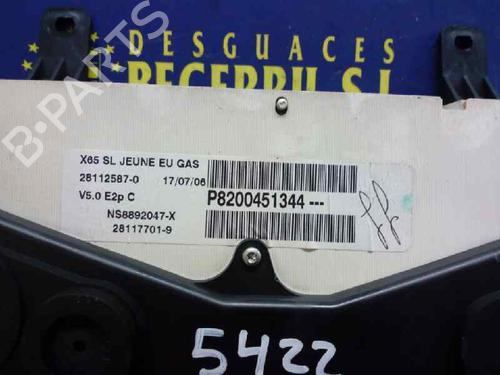 DESGUACES
BECERRIL S.L
B-PARTS
X65 SL JEUNE EU GAS
28112587-0 17/07/06
V5.0 E2p C
P8200451344---
NS8892047-X
28117701-9
5422